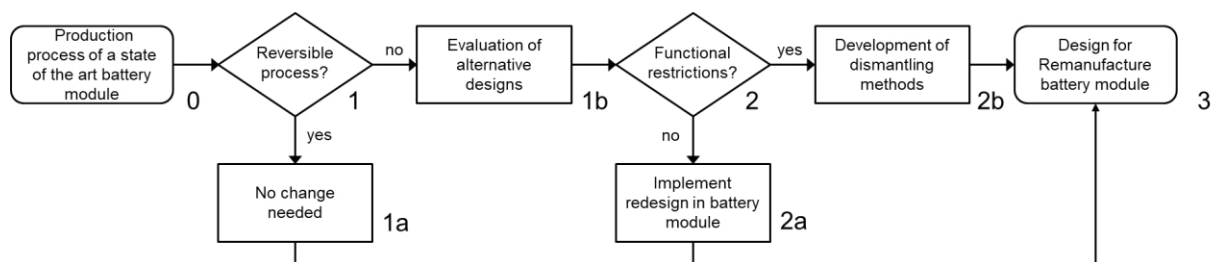 Production
process of a state
of the art battery
module
0
Reversible
process?
1
no
Evaluation of
alternative
designs
1b
Functional
restrictions?
2
yes
Development of
dismantling
methods
2b
Design for
Remanufacture
battery module
3
yes
No change
needed
1a
no
Implement
redesign in battery
module
2a